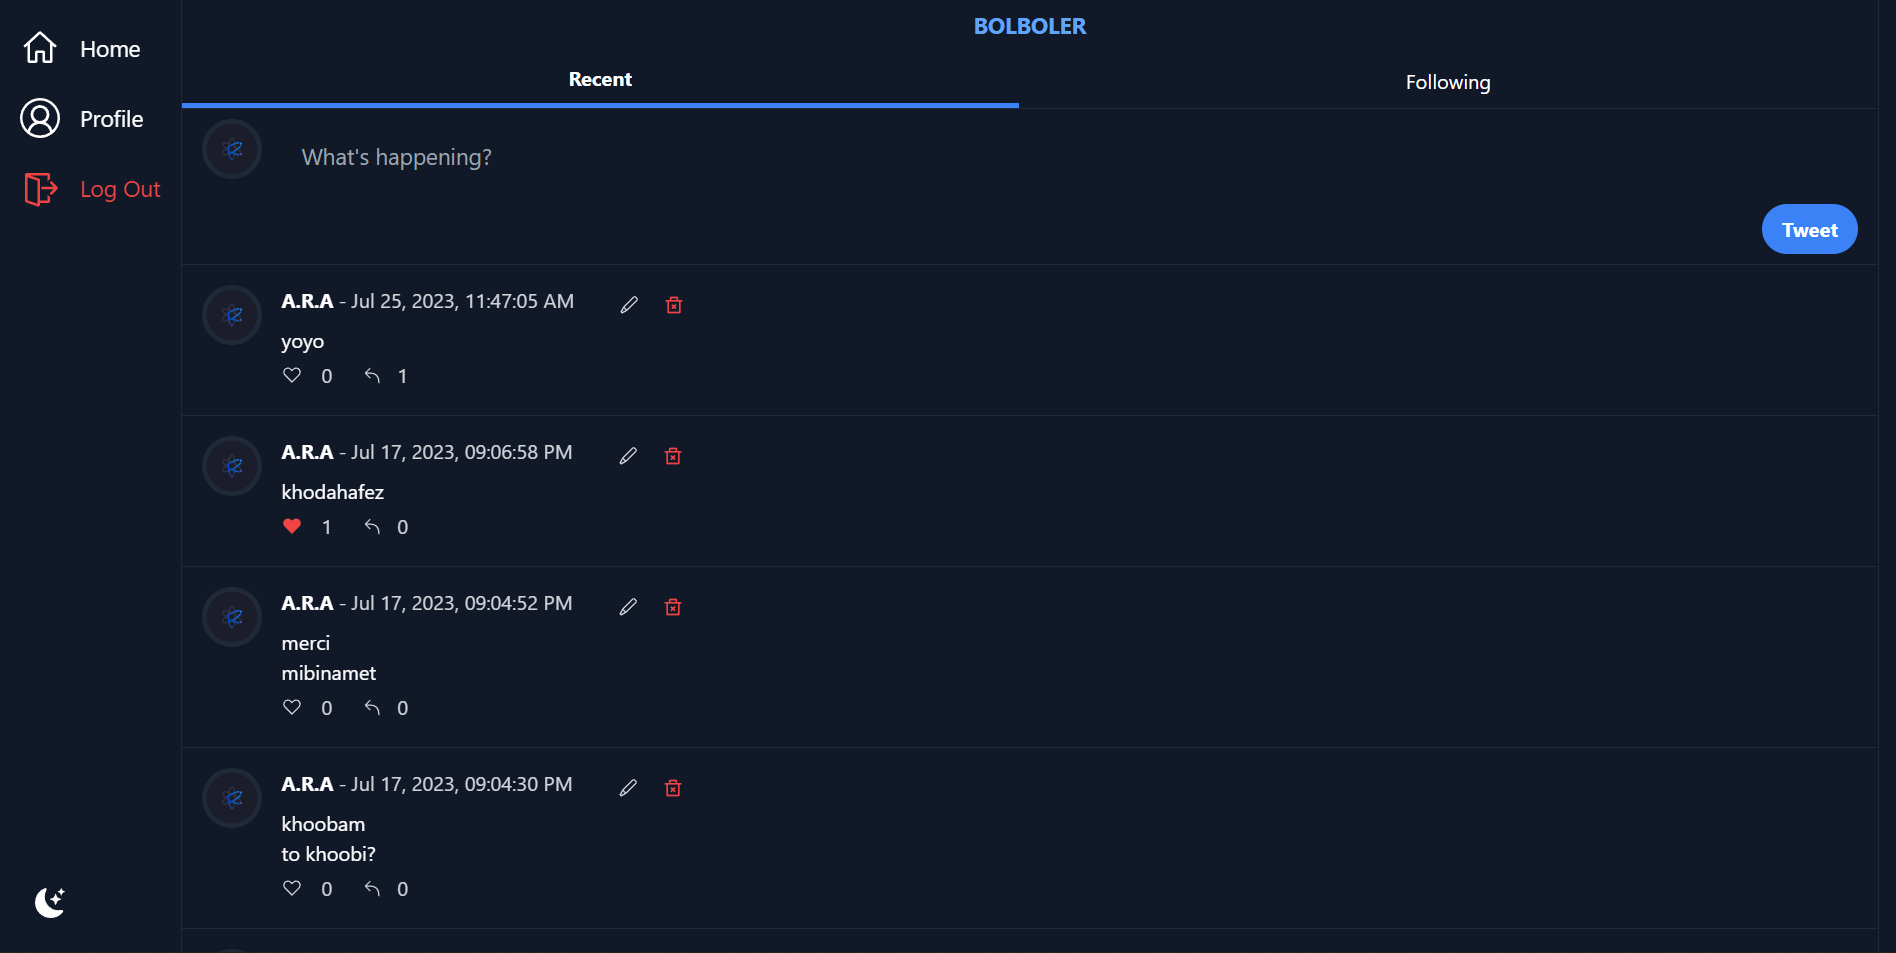 Home
Profile
Log Out
BOLBOLER
Recent
Following
What's happening?
Tweet
A.R.A - Jul 25, 2023, 11:47:05 AM
yoyo
0 1
A.R.A - Jul 17, 2023, 09:06:58 PM
khodahafez
1 0
A.R.A - Jul 17, 2023, 09:04:52 PM
merci
mibinamet
0 0
A.R.A - Jul 17, 2023, 09:04:30 PM
khoobam
to khoobi?
0 0